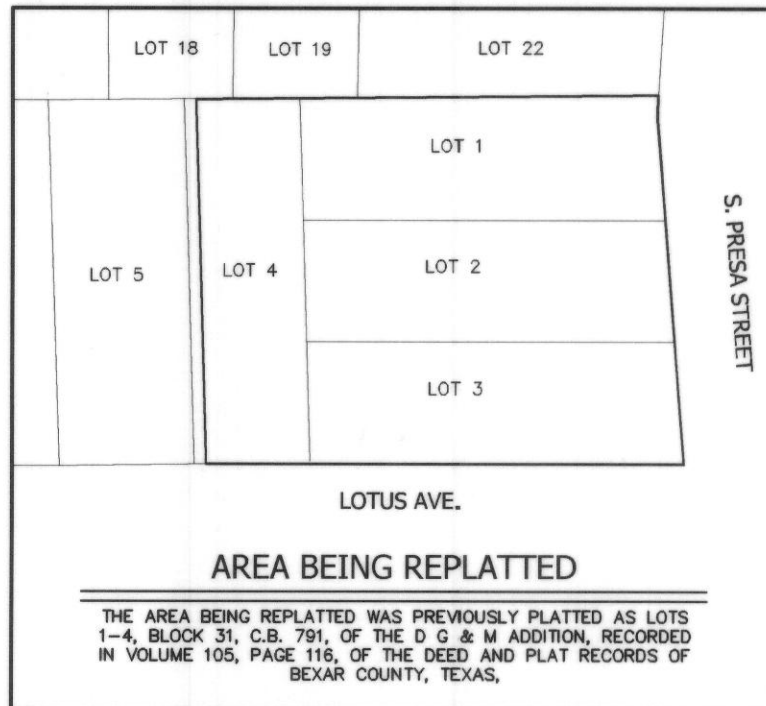 LOT 18
LOT 19
LOT 22
LOT 1
S. PRESA STREET
LOT 5
LOT 4
LOT 2
LOT 3
LOTUS AVE.
AREA BEING REPLATTED
THE AREA BEING REPLATTED WAS PREVIOUSLY PLATTED AS LOTS
1-4, BLOCK 31, C.B. 791, OF THE D G & M ADDITION, RECORDED
IN VOLUME 105, PAGE 116, OF THE DEED AND PLAT RECORDS OF
BEXAR COUNTY, TEXAS,